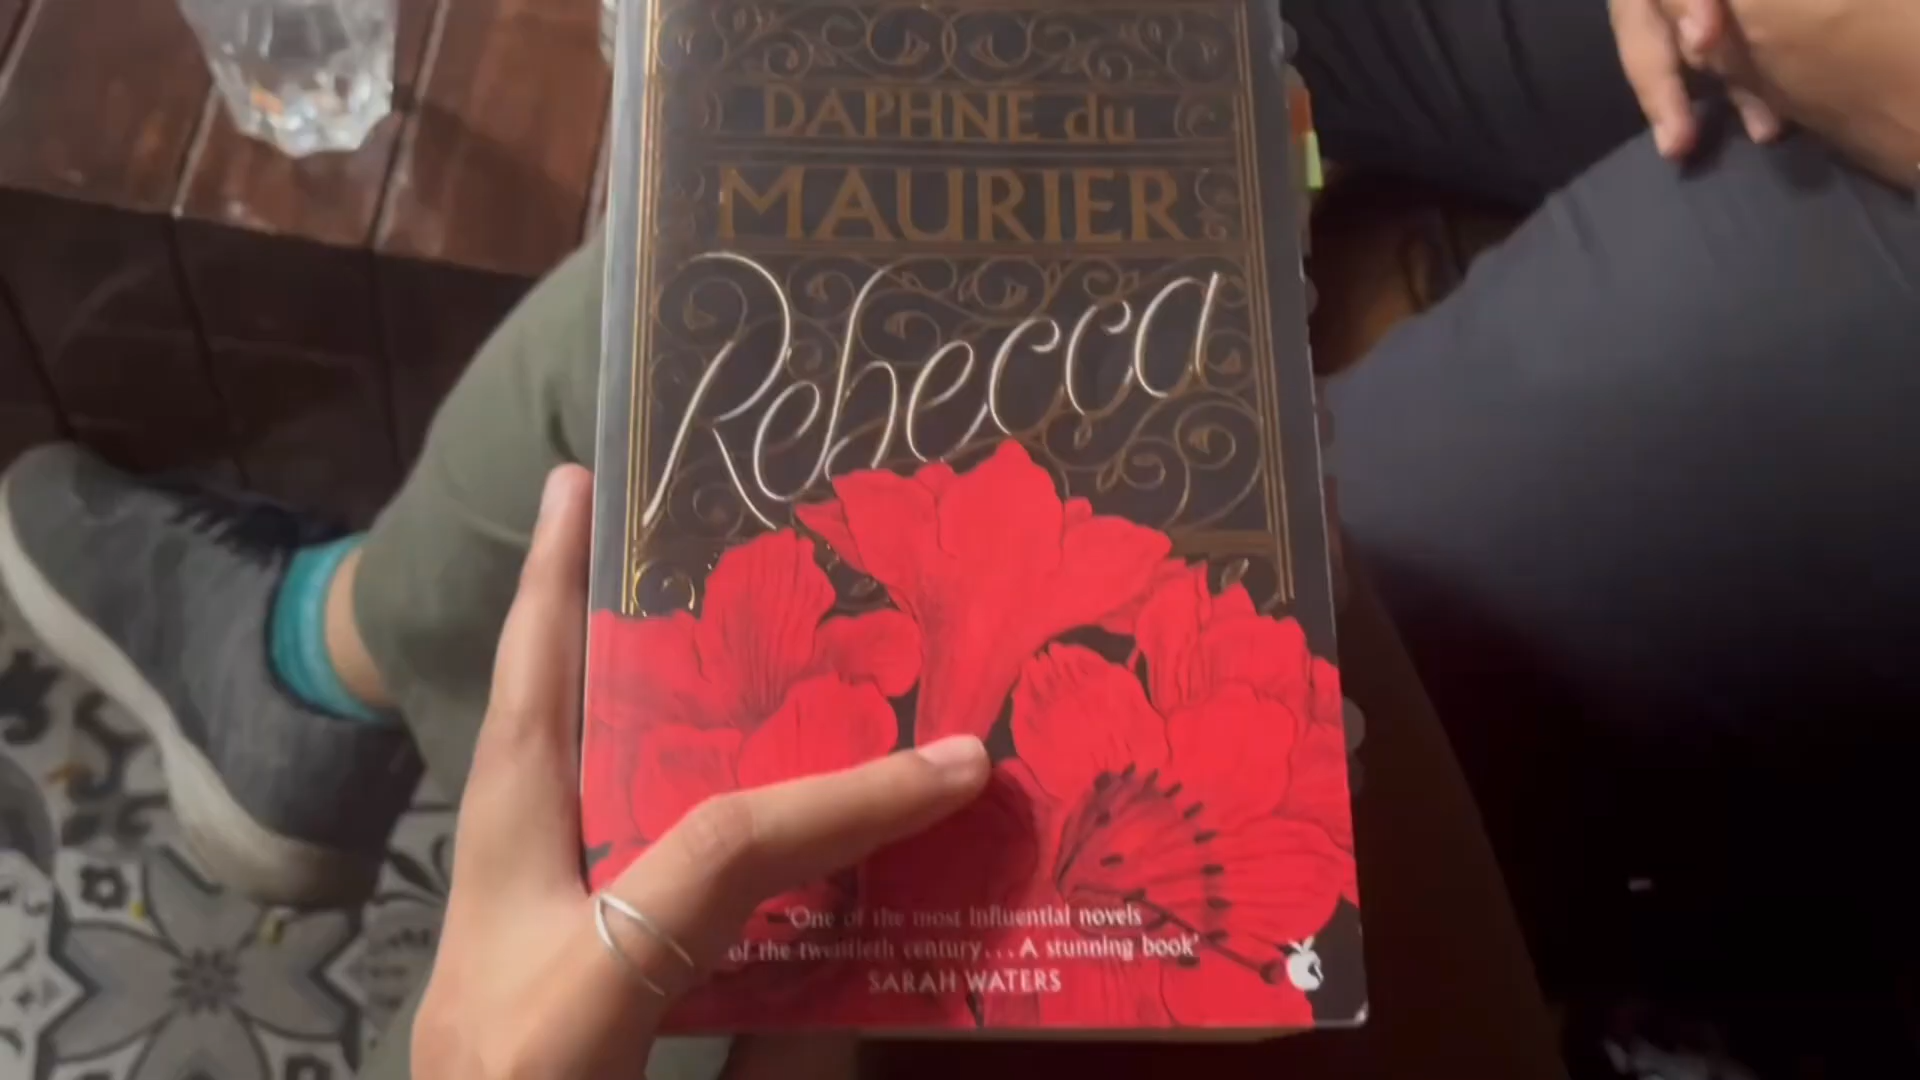 DAPHNE du
MAURIER
Rebecca
'One of the most influential novels
of the twentieth century...A stunning book'
SARAH WATERS